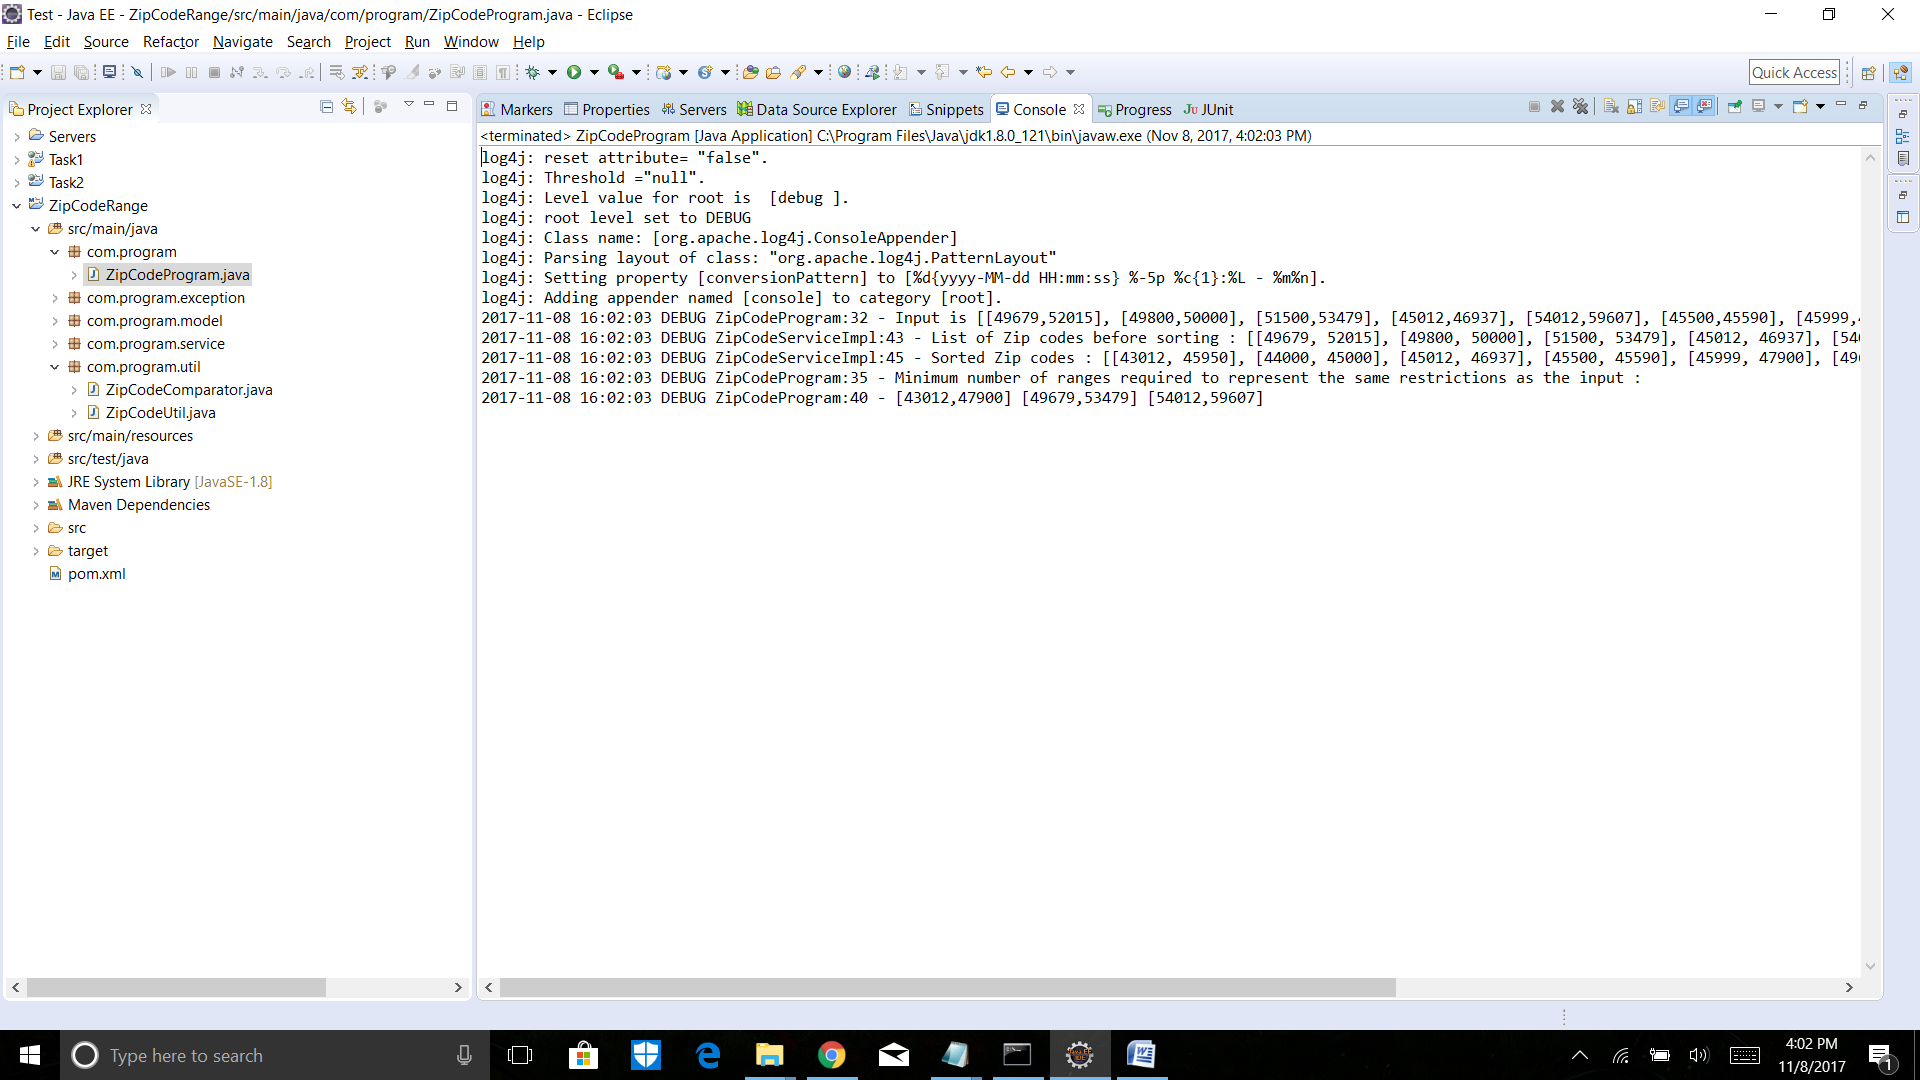 Test - Java EE - ZipCodeRange/src/main/java/com/program/ZipCodeProgram.java - Eclipse
File Edit Source Refactor Navigate Search Project Run Window Help
Quick Access
Project Explorer
Servers
Task1
Task2
ZipCodeRange
src/main/java
com.program
ZipCodeProgram.java
com.program.exception
com.program.model
com.program.service
com.program.util
ZipCodeComparator.java
ZipCodeUtil.java
src/main/resources
src/test/java
JRE System Library [JavaSE-1.8]
Maven Dependencies
src
target
pom.xml
Markers Properties Servers Data Source Explorer Snippets Console Progress JUnit
<terminated> ZipCodeProgram [Java Application] C:\Program Files\Java\jdk1.8.0_121\bin\javaw.exe (Nov 8, 2017, 4:02:03 PM)
log4j: reset attribute= "false".
log4j: Threshold ="null".
log4j: Level value for root is  [debug ].
log4j: root level set to DEBUG
log4j: Class name: [org.apache.log4j.ConsoleAppender]
log4j: Parsing layout of class: "org.apache.log4j.PatternLayout"
log4j: Setting property [conversionPattern] to [%d{yyyy-MM-dd HH:mm:ss} %-5p %c{1}:%L - %m%n].
log4j: Adding appender named [console] to category [root].
2017-11-08 16:02:03 DEBUG ZipCodeProgram:32 - Input is [[49679,52015], [49800,50000], [51500,53479], [45012,46937], [54012,59607], [45500,45590], [45999,
2017-11-08 16:02:03 DEBUG ZipCodeServiceImpl:43 - List of Zip codes before sorting : [[49679, 52015], [49800, 50000], [51500, 53479], [45012, 46937], [54
2017-11-08 16:02:03 DEBUG ZipCodeServiceImpl:45 - Sorted Zip codes : [[43012, 45950], [44000, 45000], [45012, 46937], [45500, 45590], [45999, 47900], [49
2017-11-08 16:02:03 DEBUG ZipCodeProgram:35 - Minimum number of ranges required to represent the same restrictions as the input :
2017-11-08 16:02:03 DEBUG ZipCodeProgram:40 - [43012,47900] [49679,53479] [54012,59607]
Type here to search
4:02 PM
11/8/2017
1